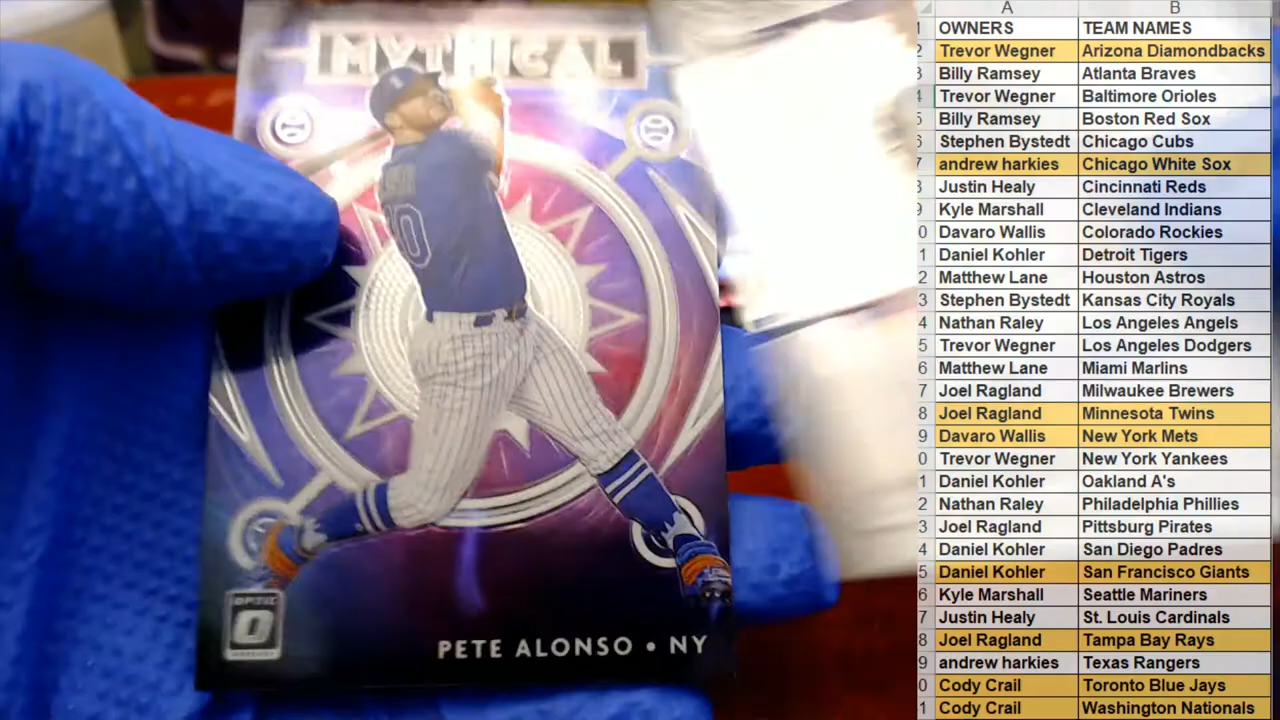 MYTHICAL
OPTIC
PETE ALONSO • NY
A B
OWNERS TEAM NAMES
Trevor Wegner Arizona Diamondbacks
Billy Ramsey Atlanta Braves
Trevor Wegner Baltimore Orioles
Billy Ramsey Boston Red Sox
Stephen Bystedt Chicago Cubs
andrew harkies Chicago White Sox
Justin Healy Cincinnati Reds
Kyle Marshall Cleveland Indians
Davaro Wallis Colorado Rockies
Daniel Kohler Detroit Tigers
Matthew Lane Houston Astros
Stephen Bystedt Kansas City Royals
Nathan Raley Los Angeles Angels
Trevor Wegner Los Angeles Dodgers
Matthew Lane Miami Marlins
Joel Ragland Milwaukee Brewers
Joel Ragland Minnesota Twins
Davaro Wallis New York Mets
Trevor Wegner New York Yankees
Daniel Kohler Oakland A's
Nathan Raley Philadelphia Phillies
Joel Ragland Pittsburg Pirates
Daniel Kohler San Diego Padres
Daniel Kohler San Francisco Giants
Kyle Marshall Seattle Mariners
Justin Healy St. Louis Cardinals
Joel Ragland Tampa Bay Rays
andrew harkies Texas Rangers
Cody Crail Toronto Blue Jays
Cody Crail Washington Nationals